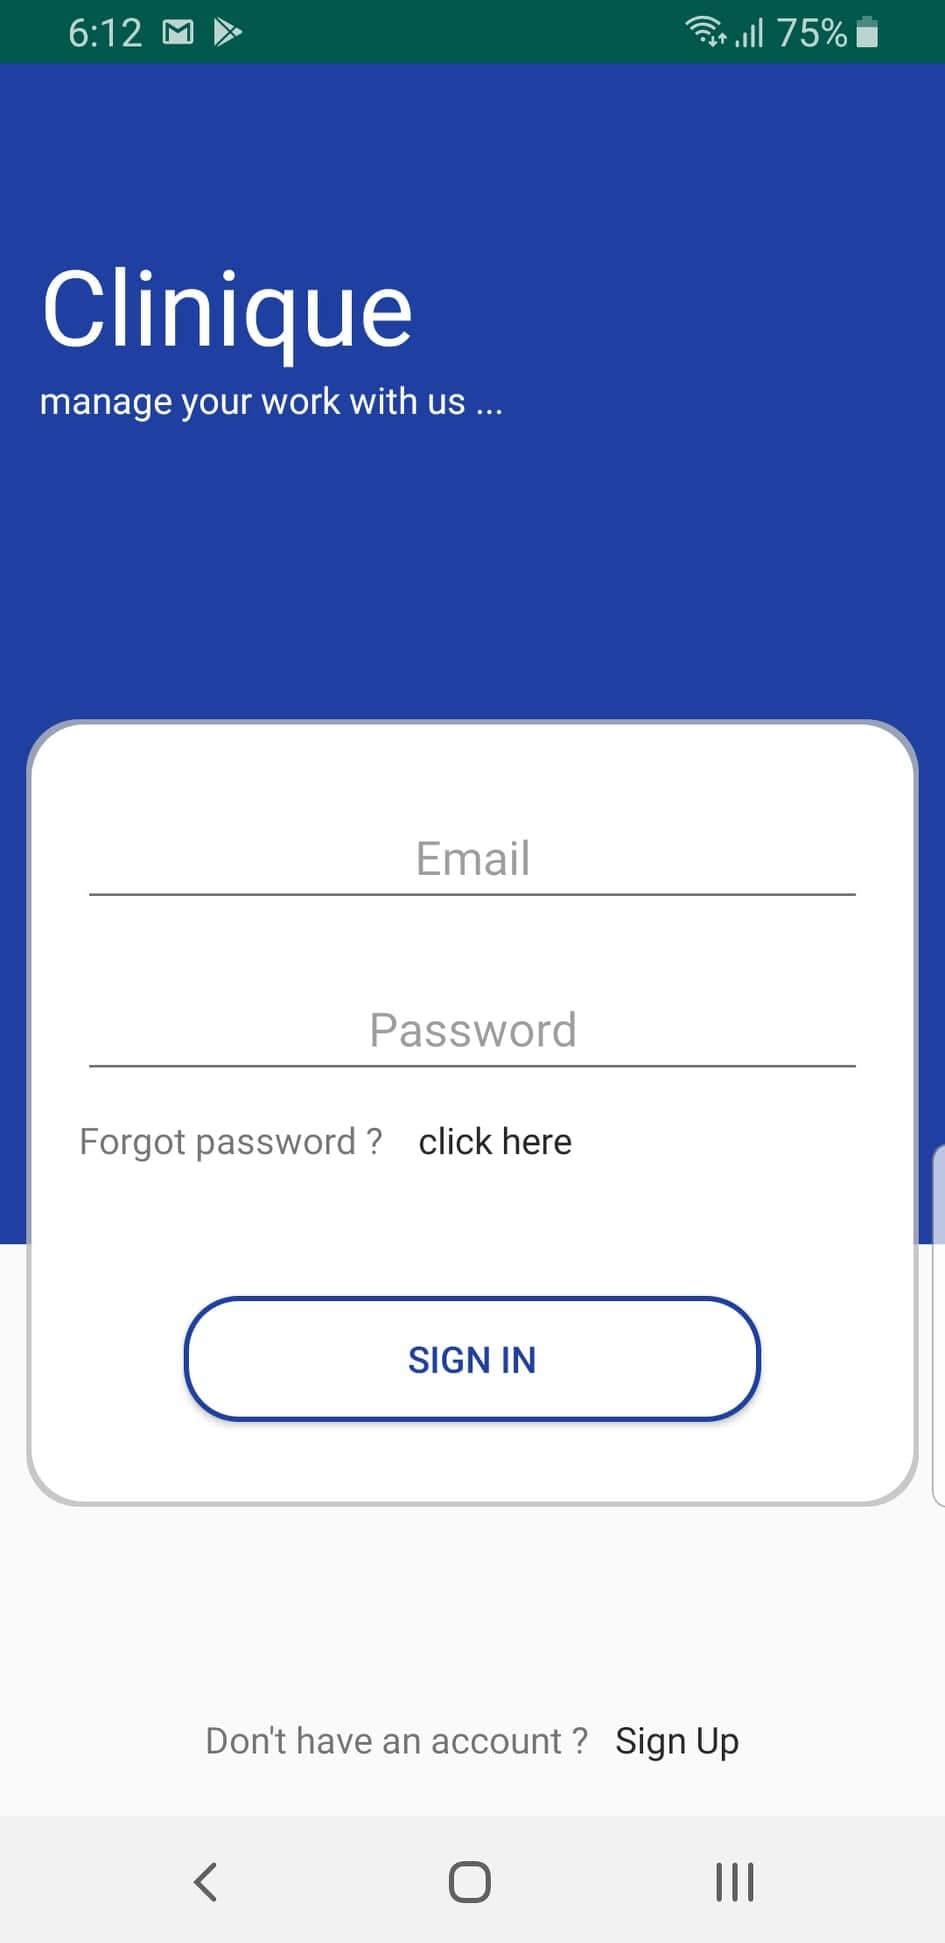 6:12 75%
Clinique
manage your work with us ...
Email
Password
Forgot password ? click here
SIGN IN
Don't have an account ? Sign Up